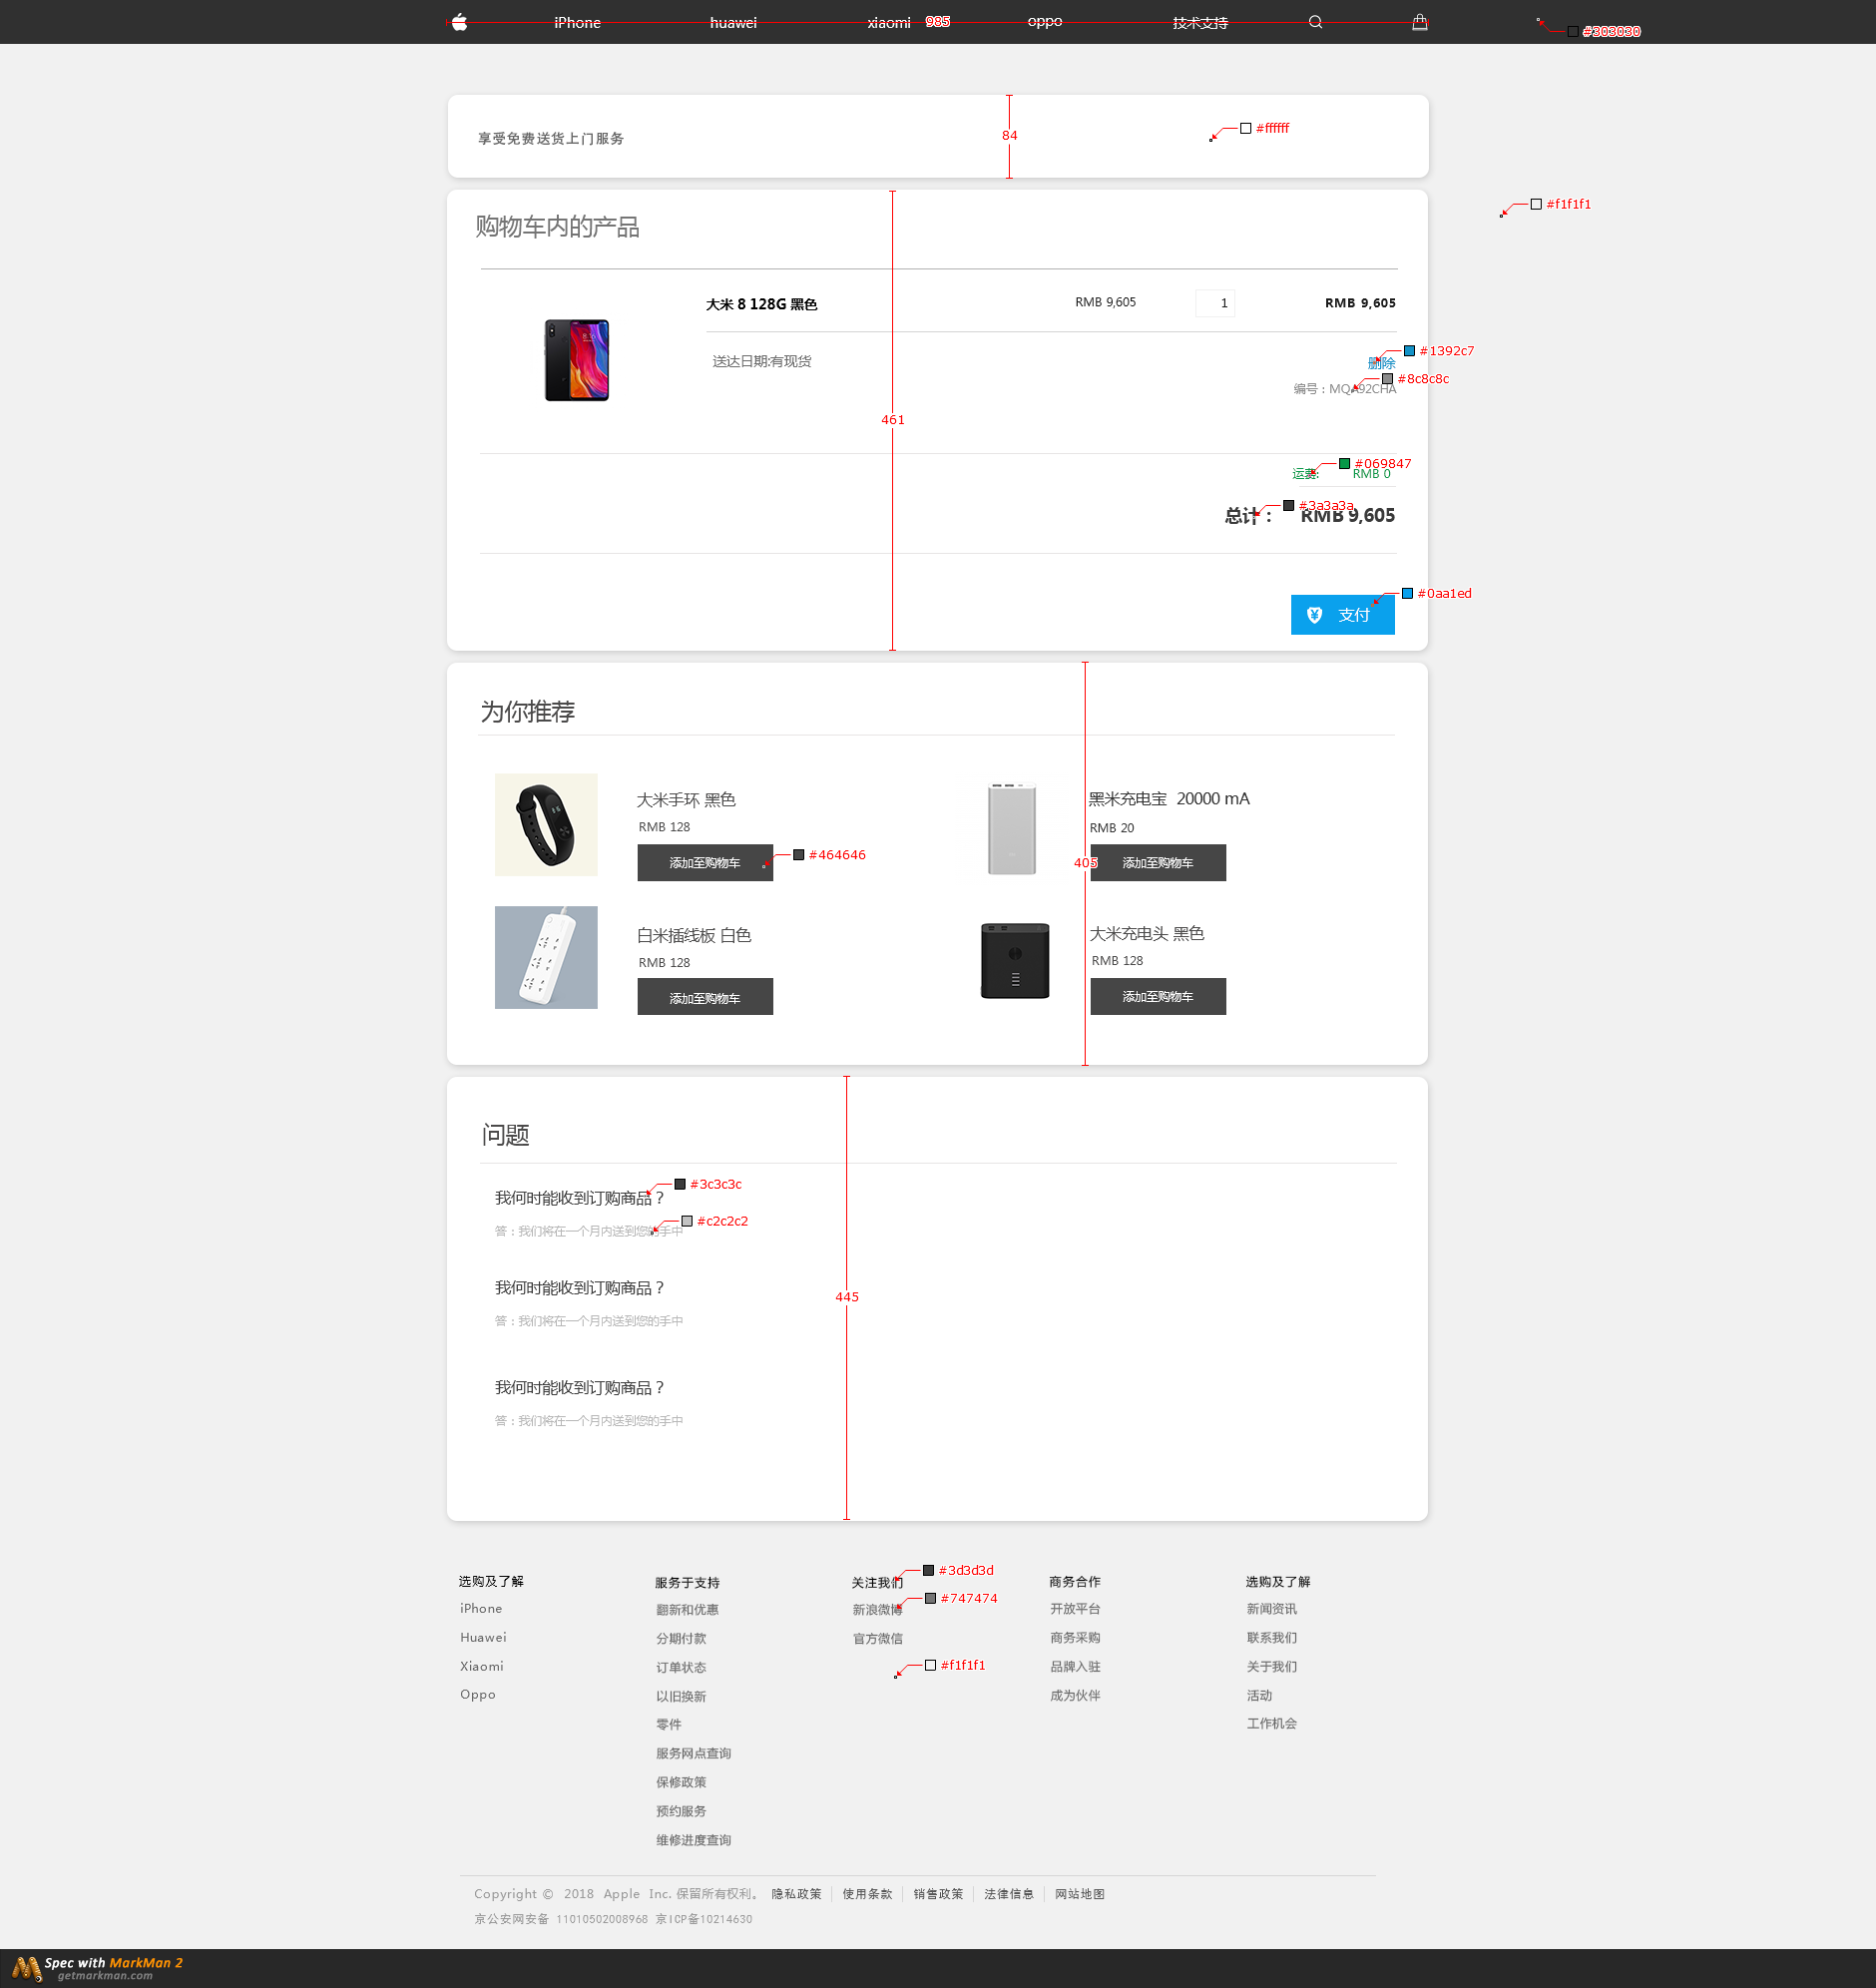 iPhone huawei xiaomi 985 oppo 技术支持
#303030
享受免费送货上门服务 84 #ffffff
#f1f1f1
购物车内的产品
大米 8 128G 黑色 RMB 9,605 1 RMB 9,605
送达日期:有现货 删除 #1392c7
#8c8c8c
编号：MQA92CHA
461
#069847
运费: RMB 0
#3a3a3a
总计： RMB 9,605
#0aa1ed
支付
为你推荐
大米手环 黑色 黑米充电宝 20000 mA
RMB 128 RMB 20
添加至购物车 #464646 405 添加至购物车
白米插线板 白色 大米充电头 黑色
RMB 128 RMB 128
添加至购物车 添加至购物车
问题
#3c3c3c
我何时能收到订购商品？
#c2c2c2
答：我们将在一个月内送到您的手中
我何时能收到订购商品？
445
答：我们将在一个月内送到您的手中
我何时能收到订购商品？
答：我们将在一个月内送到您的手中
#3d3d3d
选购及了解 服务于支持 关注我们 商务合作 选购及了解
#747474
iPhone 翻新和优惠 新浪微博 开放平台 新闻资讯
Huawei 分期付款 官方微信 商务采购 联系我们
Xiaomi 订单状态 #f1f1f1 品牌入驻 关于我们
Oppo 以旧换新 成为伙伴 活动
零件 工作机会
服务网点查询
保修政策
预约服务
维修进度查询
Copyright © 2018 Apple Inc. 保留所有权利。 隐私政策 使用条款 销售政策 法律信息 网站地图
京公安网安备 11010502008968 京ICP备10214630
Spec with MarkMan 2
getmarkman.com